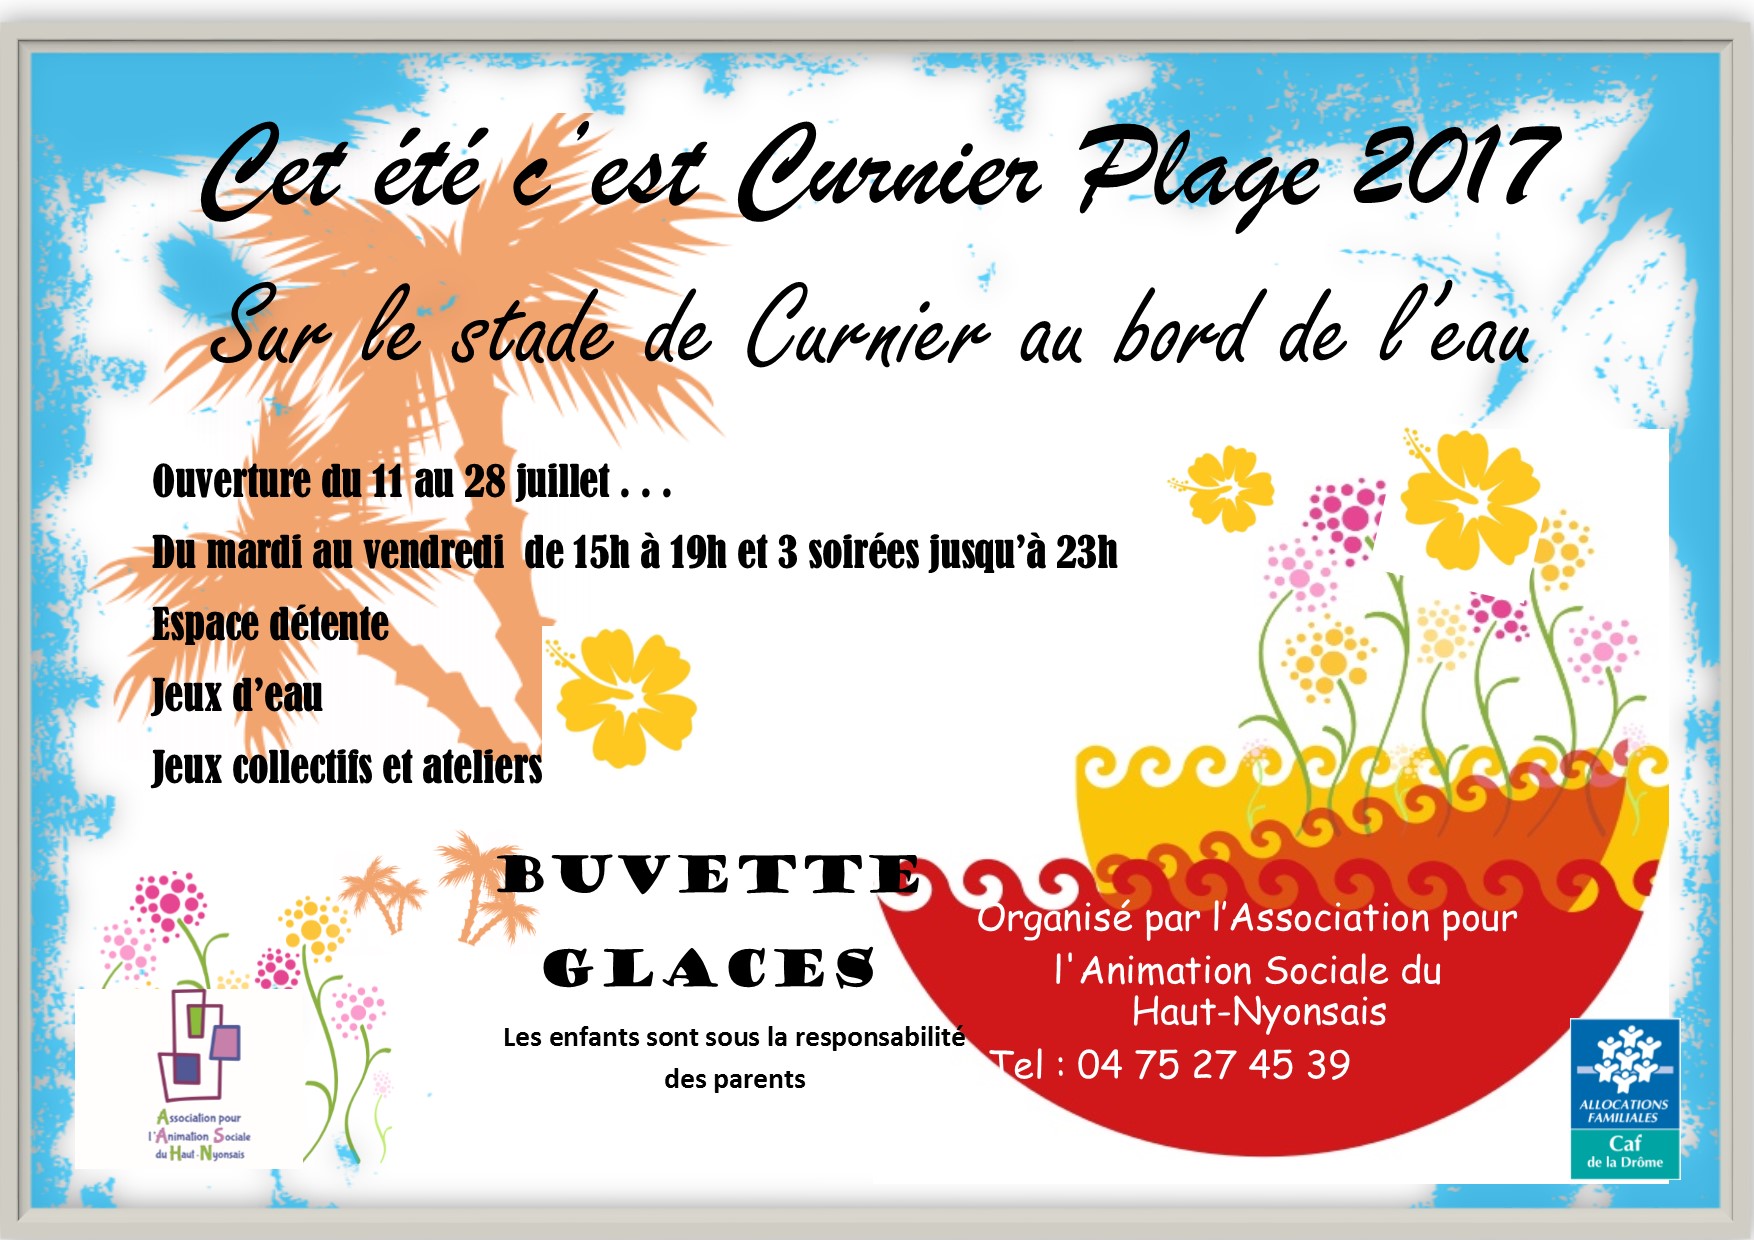 Cet été c'est Curnier Plage 2017
Sur le stade de Curnier au bord de l'eau
Ouverture du 11 au 28 juillet . . .
Du mardi au vendredi  de 15h à 19h et 3 soirées jusqu'à 23h
Espace détente
Jeux d'eau
Jeux collectifs et ateliers
BUVETTE
GLACES
Les enfants sont sous la responsabilité
des parents
Organisé par l'Association pour
l'Animation Sociale du
Haut-Nyonsais
Tel : 04 75 27 45 39
Association pour
l'Animation Sociale
du Haut-Nyonsais
ALLOCATIONS
FAMILIALES
Caf
de la Drôme